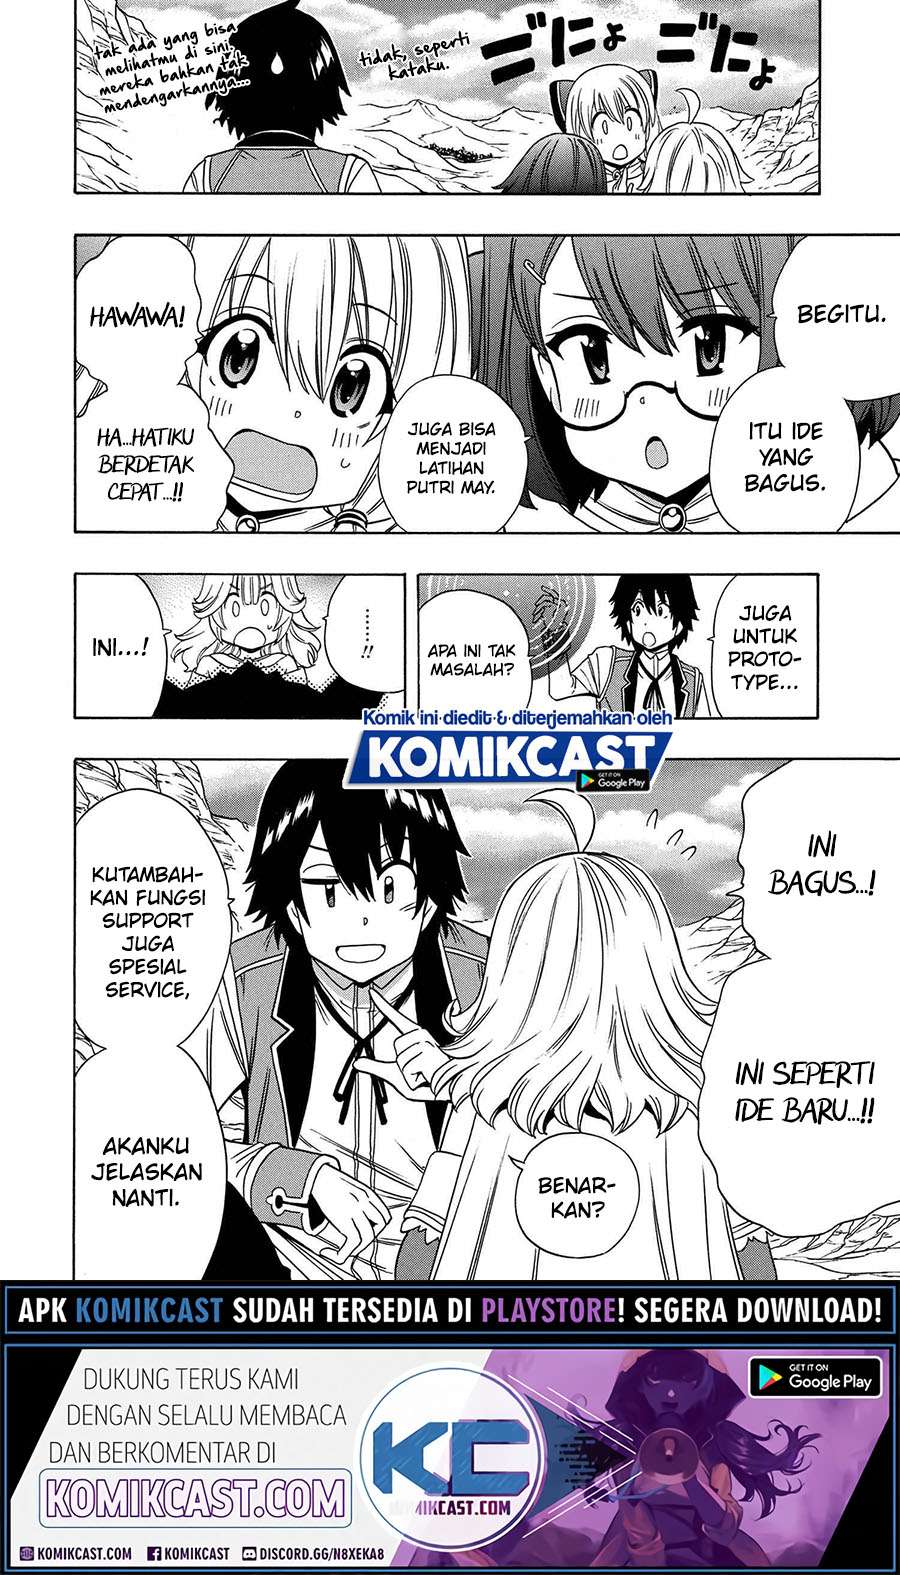 ごにょ ごにょ
tidak, seperti
kataku.
tak ada yang bisa
melihatmu di sini.
mereka bahkan tak
mendengarkannya...
BEGITU.
ITU IDE
YANG
BAGUS.
JUGA BISA
MENJADI
LATIHAN
PUTRI MAY.
HAWAWA!
HA...HATIKU
BERDETAK
CEPAT...!!
JUGA
UNTUK
PROTO-
TYPE...
APA INI TAK
MASALAH?
........!!
INI...!
Komik ini diedit & diterjemahkan oleh
KOMIKCAST
GET IT ON
Google Play
INI
BAGUS...!
INI SEPERTI
IDE BARU...!!
BENAR-
KAN?
KUTAMBAH-
KAN FUNGSI
SUPPORT
JUGA
SPESIAL
SERVICE,
AKANKU
JELASKAN
NANTI.
APK KOMIKCAST SUDAH TERSEDIA DI PLAYSTORE! SEGERA DOWNLOAD!
DUKUNG TERUS KAMI
DENGAN SELALU MEMBACA
DAN BERKOMENTAR DI
KOMIKCAST.COM
KC
KOMIKCAST.COM
GET IT ON
Google Play
KOMIKCAST.COM KOMIKCAST DISCORD.GG/N8XEKA8